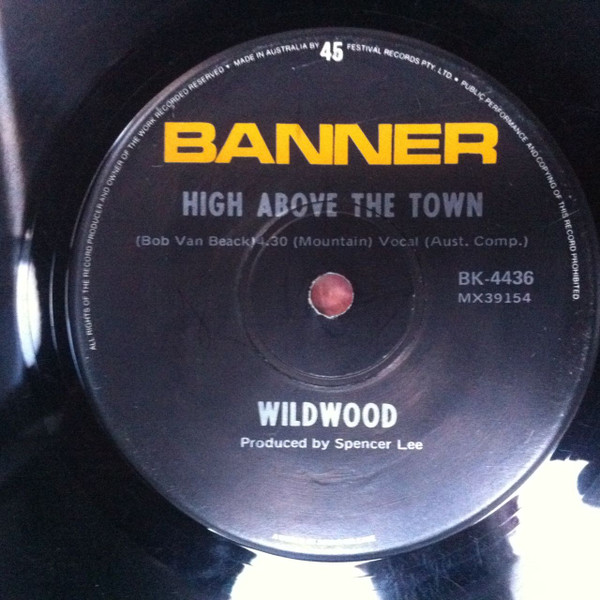 ALL RIGHTS OF THE RECORD PRODUCER AND OWNER OF THE WORK RECORDED RESERVED • MADE IN AUSTRALIA BY 45 FESTIVAL RECORDS PTY. LTD. • PUBLIC PERFORMANCE AND COPYING OF THIS RECORD PROHIBITED
BANNER
HIGH ABOVE THE TOWN
(Bob Van Beack) 4.30 (Mountain) Vocal (Aust. Comp.)
BK-4436
MX39154
WILDWOOD
Produced by Spencer Lee